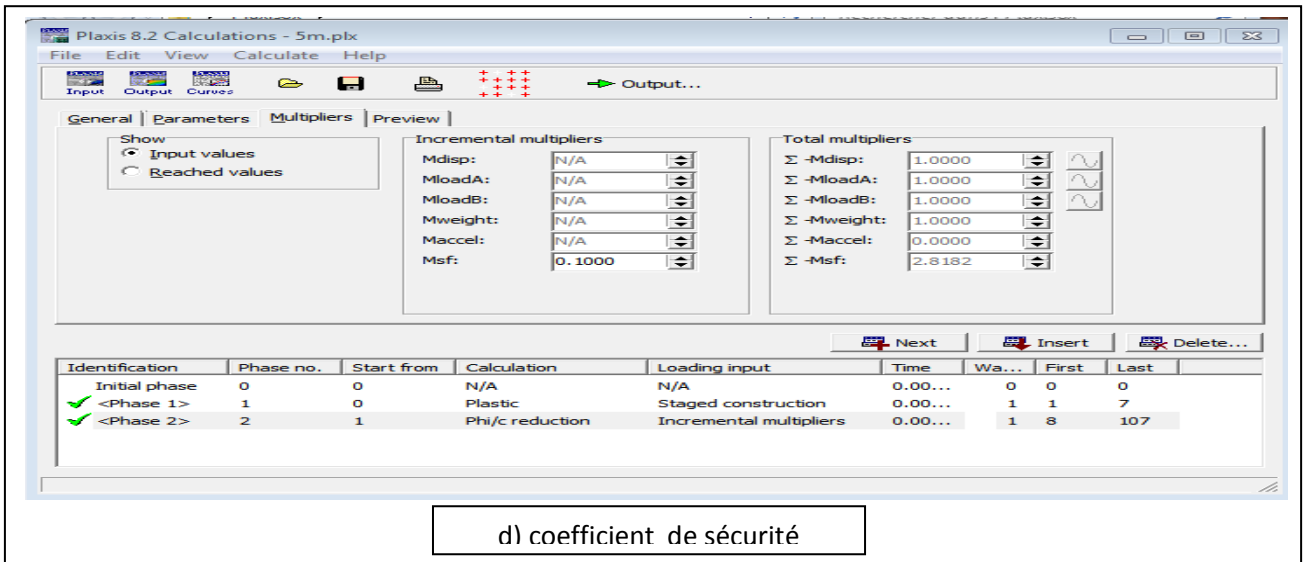 Plaxis 8.2 Calculations - 5m.plx
File Edit View Calculate Help
Input Output Curves Output...
General Parameters Multipliers Preview
Show
Input values
Reached values
Incremental multipliers
Mdisp: N/A
MloadA: N/A
MloadB: N/A
Mweight: N/A
Maccel: N/A
Msf: 0.1000
Total multipliers
Σ -Mdisp: 1.0000
Σ -MloadA: 1.0000
Σ -MloadB: 1.0000
Σ -Mweight: 1.0000
Σ -Maccel: 0.0000
Σ -Msf: 2.8182
Next Insert Delete...
Identification Phase no. Start from Calculation Loading input Time Wa... First Last
Initial phase 0 0 N/A N/A 0.00... 0 0 0
<Phase 1> 1 0 Plastic Staged construction 0.00... 1 1 7
<Phase 2> 2 1 Phi/c reduction Incremental multipliers 0.00... 1 8 107
d) coefficient de sécurité